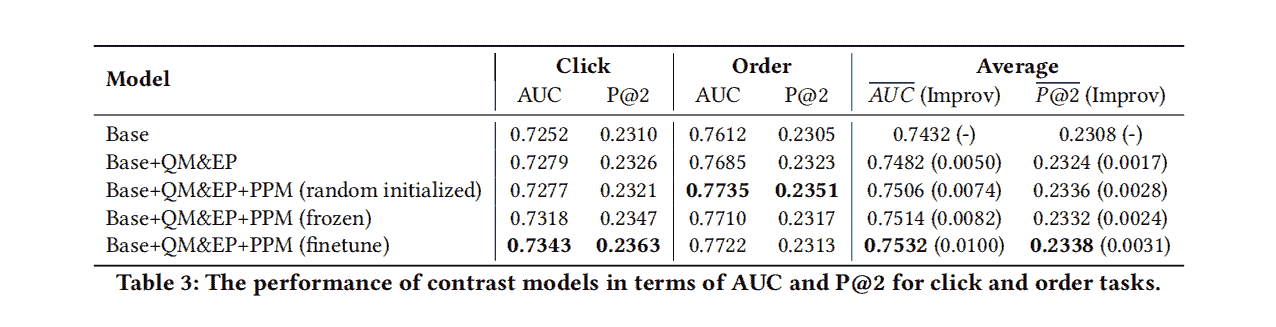 Model Click Order Average
AUC P@2 AUC P@2 AUC (Improv) P@2 (Improv)
Base 0.7252 0.2310 0.7612 0.2305 0.7432 (-) 0.2308 (-)
Base+QM&EP 0.7279 0.2326 0.7685 0.2323 0.7482 (0.0050) 0.2324 (0.0017)
Base+QM&EP+PPM (random initialized) 0.7277 0.2321 0.7735 0.2351 0.7506 (0.0074) 0.2336 (0.0028)
Base+QM&EP+PPM (frozen) 0.7318 0.2347 0.7710 0.2317 0.7514 (0.0082) 0.2332 (0.0024)
Base+QM&EP+PPM (finetune) 0.7343 0.2363 0.7722 0.2313 0.7532 (0.0100) 0.2338 (0.0031)
Table 3: The performance of contrast models in terms of AUC and P@2 for click and order tasks.